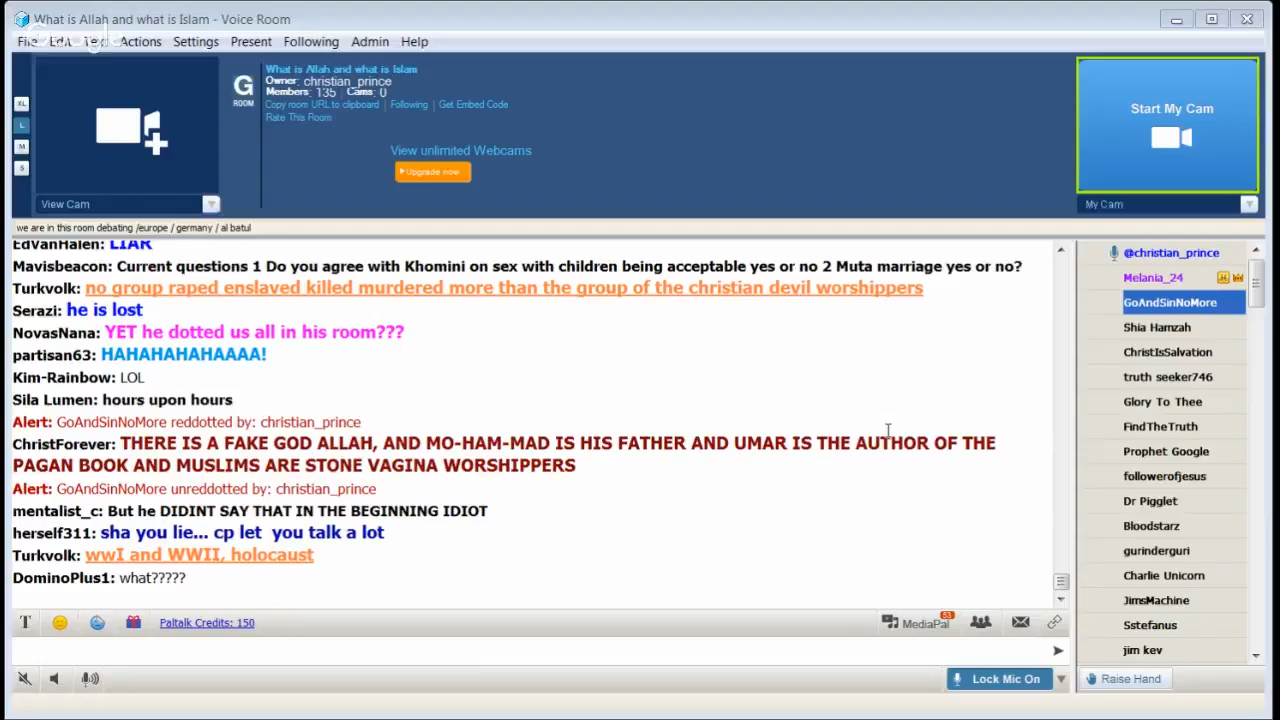 What is Allah and what is Islam - Voice Room
File Edit Text Actions Settings Present Following Admin Help
XL
L
M
S
View Cam
G
ROOM
What is Allah and what is Islam
Owner: christian_prince
Members: 135 Cams: 0
Copy room URL to clipboard | Following | Get Embed Code
Rate This Room
View unlimited Webcams
Upgrade now
Start My Cam
My Cam
we are in this room debating /europe / germany / al batul
EdVanHalen: LIAR
Mavisbeacon: Current questions 1 Do you agree with Khomini on sex with children being acceptable yes or no 2 Muta marriage yes or no?
Turkvolk: no group raped enslaved killed murdered more than the group of the christian devil worshippers
Serazi: he is lost
NovasNana: YET he dotted us all in his room???
partisan63: HAHAHAHAHAAAA!
Kim-Rainbow: LOL
Sila Lumen: hours upon hours
Alert: GoAndSinNoMore reddotted by: christian_prince
ChristForever: THERE IS A FAKE GOD ALLAH, AND MO-HAM-MAD IS HIS FATHER AND UMAR IS THE AUTHOR OF THE
PAGAN BOOK AND MUSLIMS ARE STONE VAGINA WORSHIPPERS
Alert: GoAndSinNoMore unreddotted by: christian_prince
mentalist_c: But he DIDINT SAY THAT IN THE BEGINNING IDIOT
herself311: sha you lie... cp let you talk a lot
Turkvolk: wwI and WWII, holocaust
DominoPlus1: what?????
@christian_prince
Melania_24
GoAndSinNoMore
Shia Hamzah
ChristIsSalvation
truth seeker746
Glory To Thee
FindTheTruth
Prophet Google
followerofjesus
Dr Pigglet
Bloodstarz
gurinderguri
Charlie Unicorn
JimsMachine
Sstefanus
jim kev
T
Paltalk Credits: 150
MediaPal
53
Lock Mic On
Raise Hand